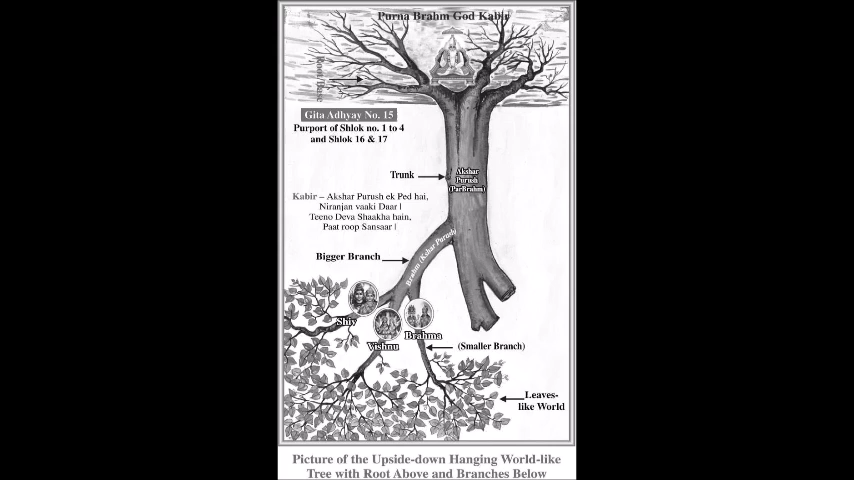 Purna Brahm God Kabir
Root/Base
Gita Adhyay No. 15
Purport of Shlok no. 1 to 4
and Shlok 16 & 17
Trunk
Akshar
Purush
(ParBrahm)
Kabir – Akshar Purush ek Ped hai,
Niranjan vaaki Daar |
Teeno Deva Shaakha hain,
Paat roop Sansaar |
Bigger Branch
Brahm (Kshar Purush)
Shiv
Vishnu
Brahma
(Smaller Branch)
Leaves-
like World
Picture of the Upside-down Hanging World-like
Tree with Root Above and Branches Below